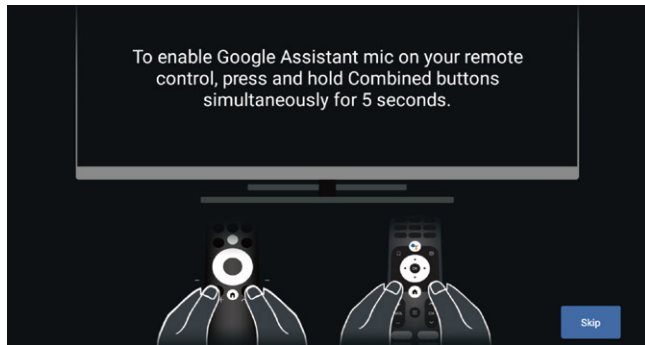 To enable Google Assistant mic on your remote
control, press and hold Combined buttons
simultaneously for 5 seconds.
OK
Skip